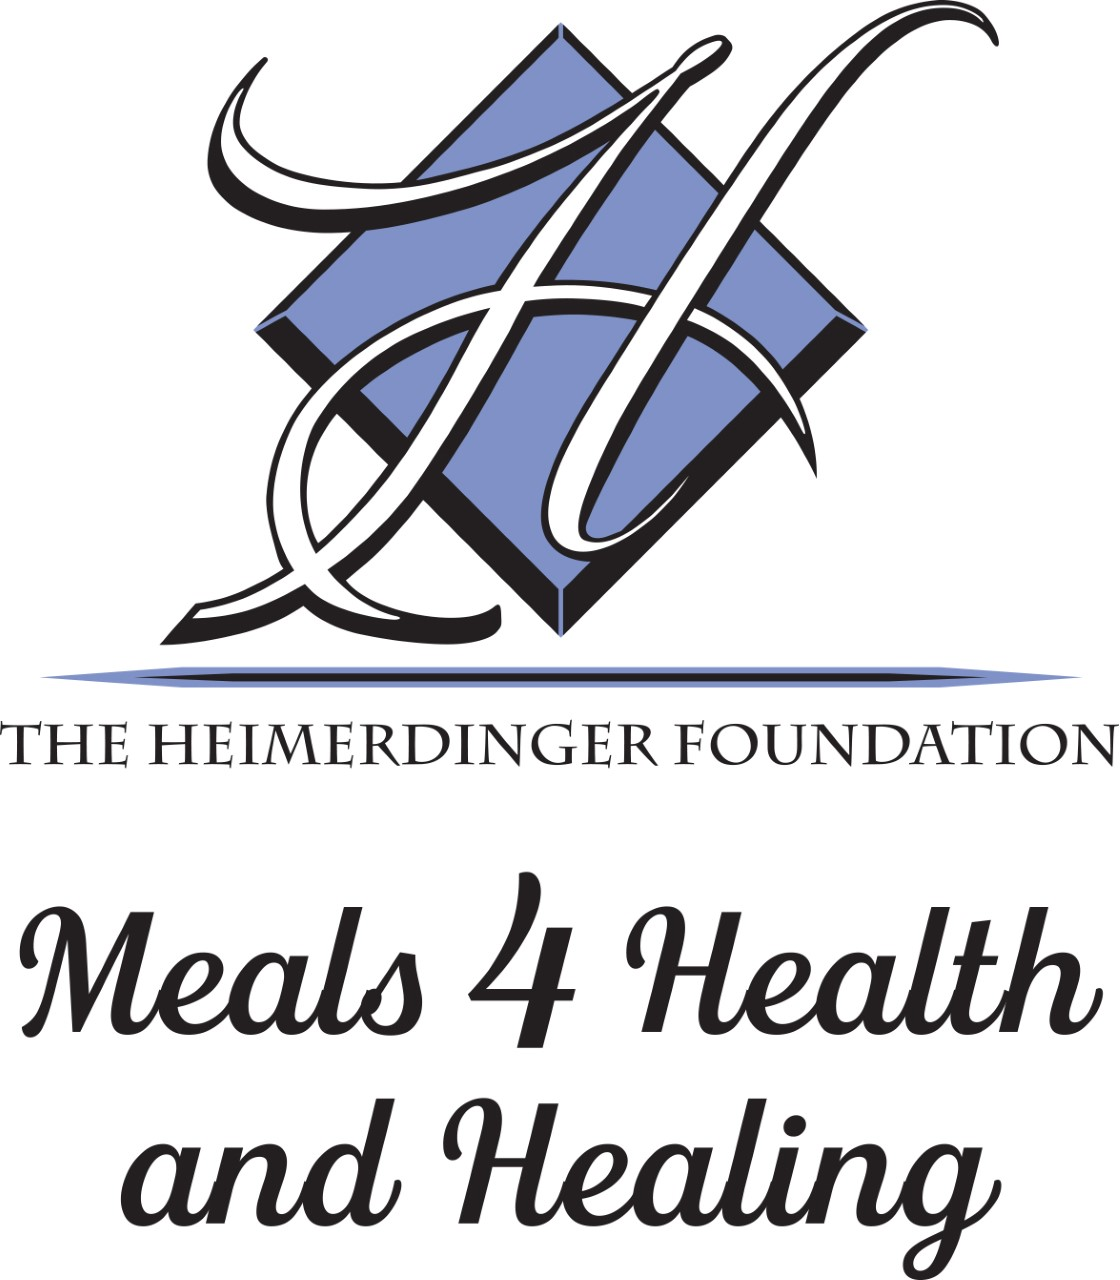 H
THE HEIMERDINGER FOUNDATION
Meals 4 Health
and Healing